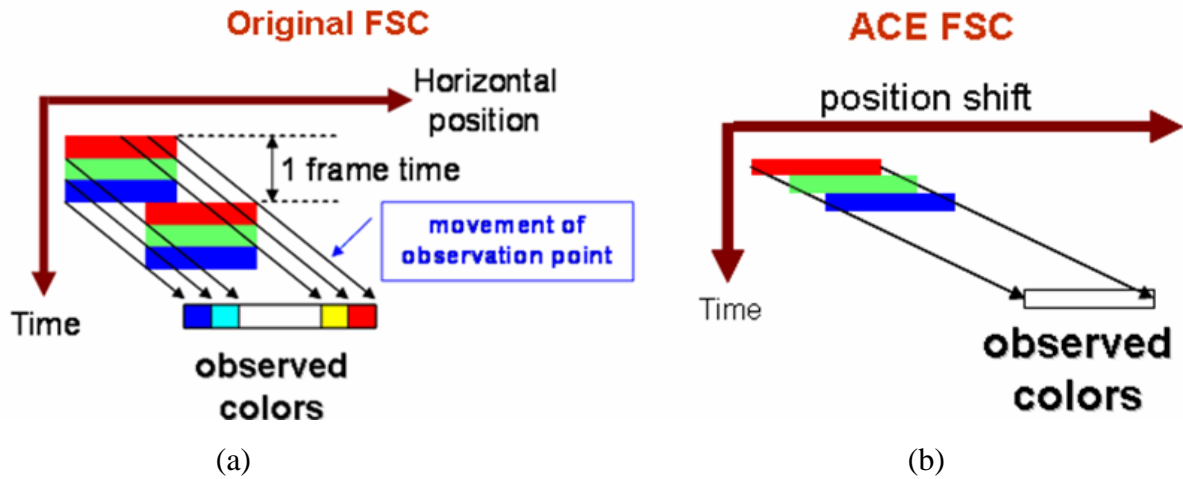 Original FSC
Horizontal
position
1 frame time
movement of
observation point
Time
observed
colors
(a)
ACE FSC
position shift
Time
observed
colors
(b)